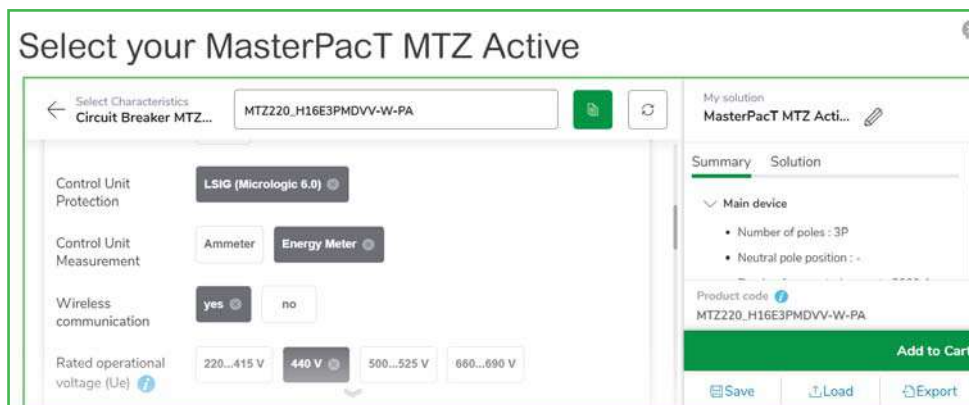 Select your MasterPacT MTZ Active
Select Characteristics
Circuit Breaker MTZ...
MTZ220_H16E3PMDVV-W-PA
Control Unit
Protection
LSIG (Micrologic 6.0)
Control Unit
Measurement
Ammeter
Energy Meter
Wireless
communication
yes
no
Rated operational
voltage (Ue)
220...415 V
440 V
500...525 V
660...690 V
My solution
MasterPacT MTZ Acti...
Summary
Solution
Main device
• Number of poles : 3P
• Neutral pole position : -
Product code
MTZ220_H16E3PMDVV-W-PA
Add to Cart
Save
Load
Export